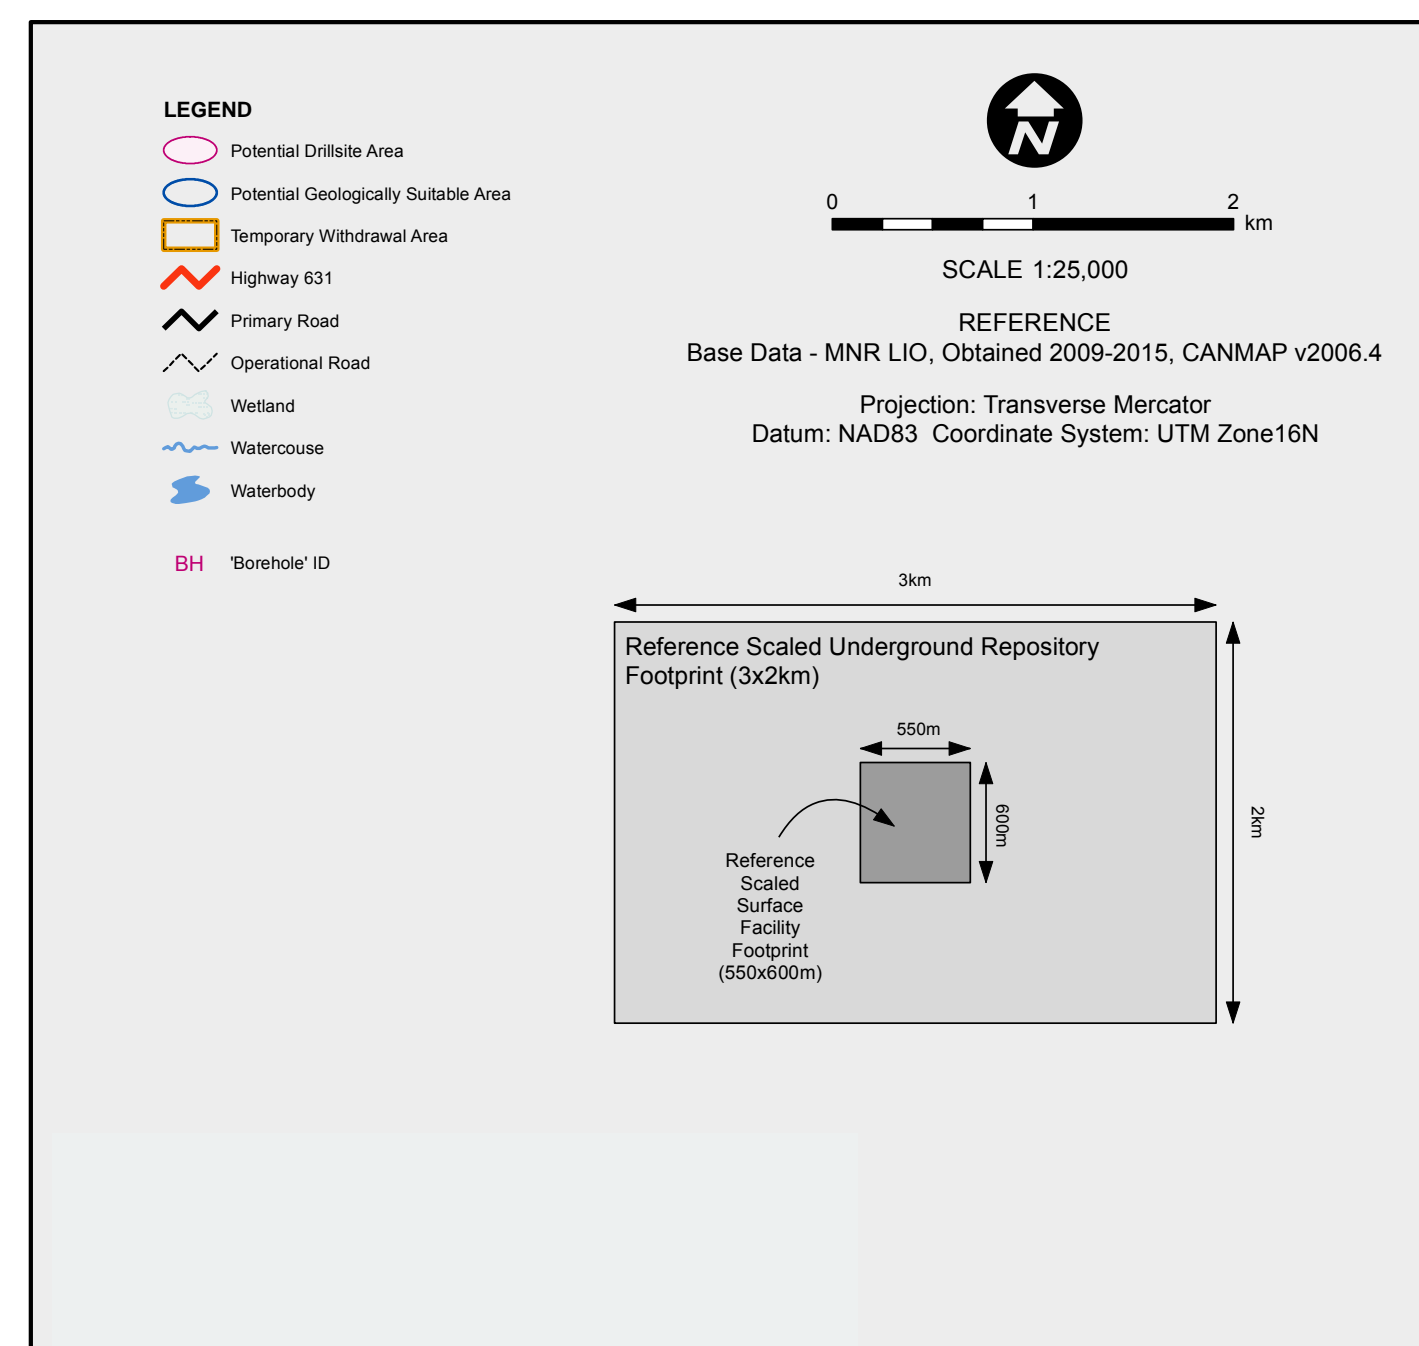 LEGEND
Potential Drillsite Area
Potential Geologically Suitable Area
Temporary Withdrawal Area
Highway 631
Primary Road
Operational Road
Wetland
Watercouse
Waterbody
BH 'Borehole' ID
N
0 1 2
km
SCALE 1:25,000
REFERENCE
Base Data - MNR LIO, Obtained 2009-2015, CANMAP v2006.4
Projection: Transverse Mercator
Datum: NAD83 Coordinate System: UTM Zone16N
3km
Reference Scaled Underground Repository
Footprint (3x2km)
550m
600m
2km
Reference
Scaled
Surface
Facility
Footprint
(550x600m)